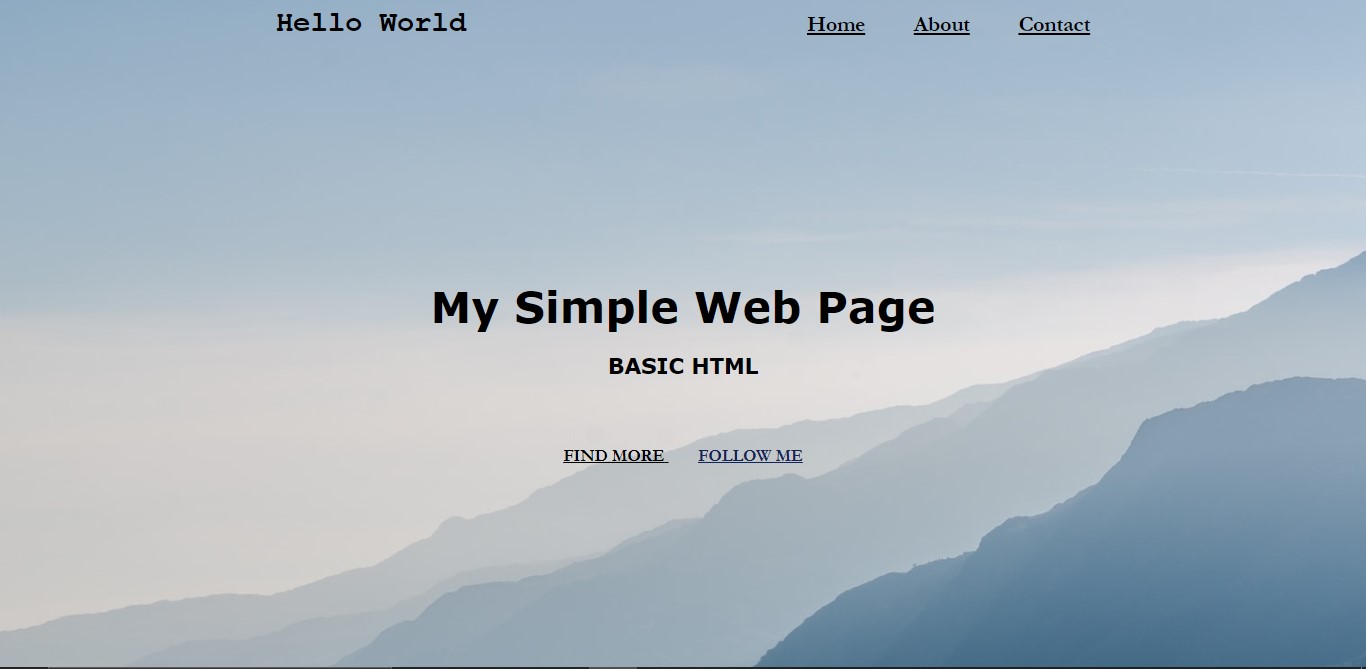 Hello World
Home About Contact
My Simple Web Page
BASIC HTML
FIND MORE FOLLOW ME